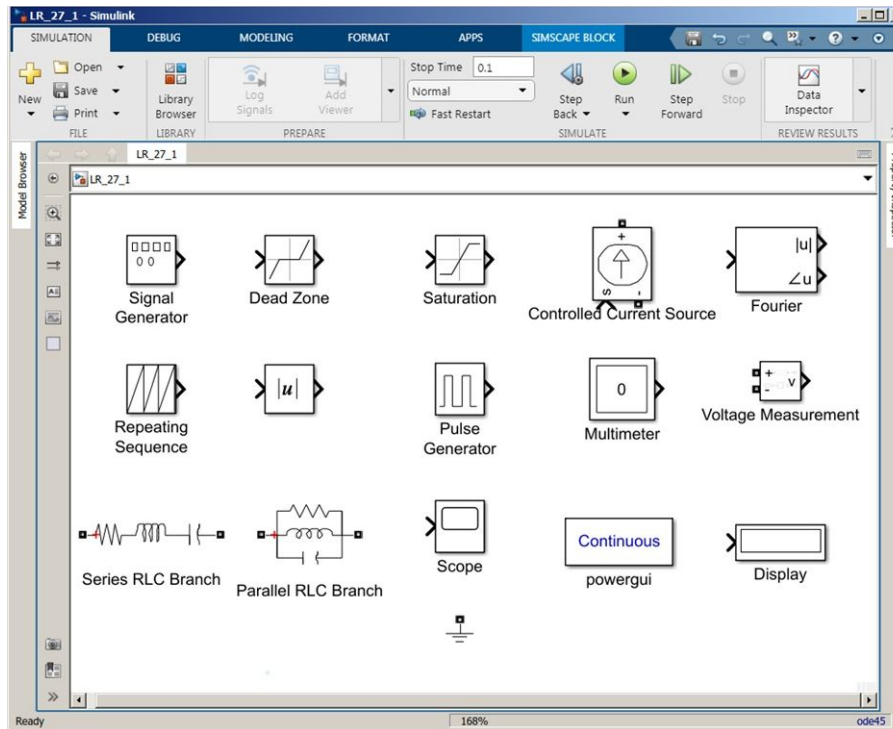 LR_27_1 - Simulink
SIMULATION DEBUG MODELING FORMAT APPS SIMSCAPE BLOCK
New
Open
Save
Print
FILE
Library
Browser
LIBRARY
Log
Signals
Add
Viewer
PREPARE
Stop Time 0.1
Normal
Fast Restart
Step
Back
Run
Step
Forward
Stop
SIMULATE
Data
Inspector
REVIEW RESULTS
Model Browser
LR_27_1
LR_27_1
Signal
Generator
Dead Zone
Saturation
+
s -
Controlled Current Source
|u|
∠u
Fourier
Repeating
Sequence
|u|
Pulse
Generator
0
Multimeter
+
- v
Voltage Measurement
Series RLC Branch
Parallel RLC Branch
Scope
Continuous
powergui
Display
Ready 168% ode45